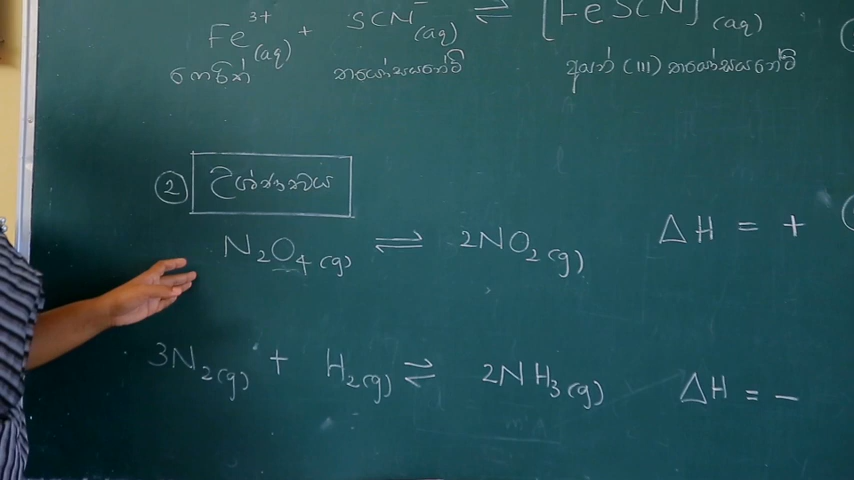 Fe³⁺(aq) + SCN⁻(aq) ⇌ [FeSCN](aq)
ෆෙරික් තයෝසයනේට් අයන් (III) තයෝසයනේට්
② උෂ්ණත්වය
N₂O₄(g) ⇌ 2NO₂(g) ΔH = +
3N₂(g) + H₂(g) ⇌ 2NH₃(g) ΔH = −